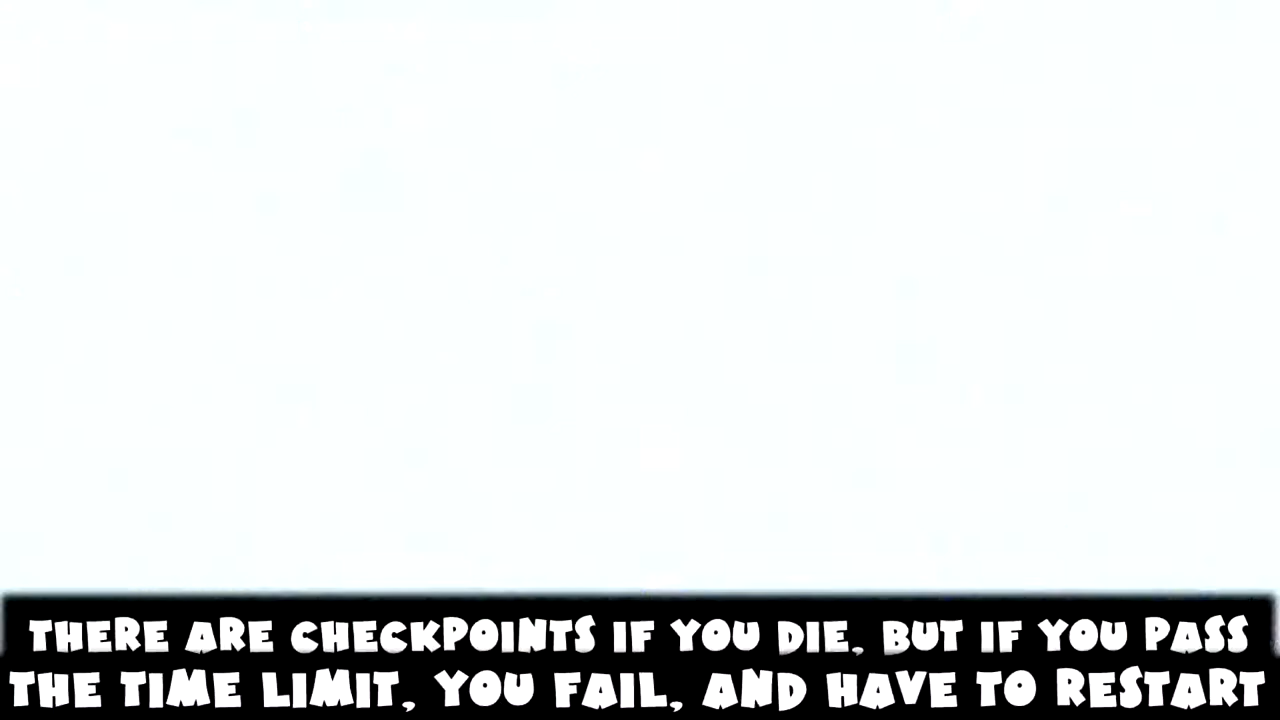 THERE ARE CHECKPOINTS IF YOU DIE, BUT IF YOU PASS
THE TIME LIMIT, YOU FAIL, AND HAVE TO RESTART